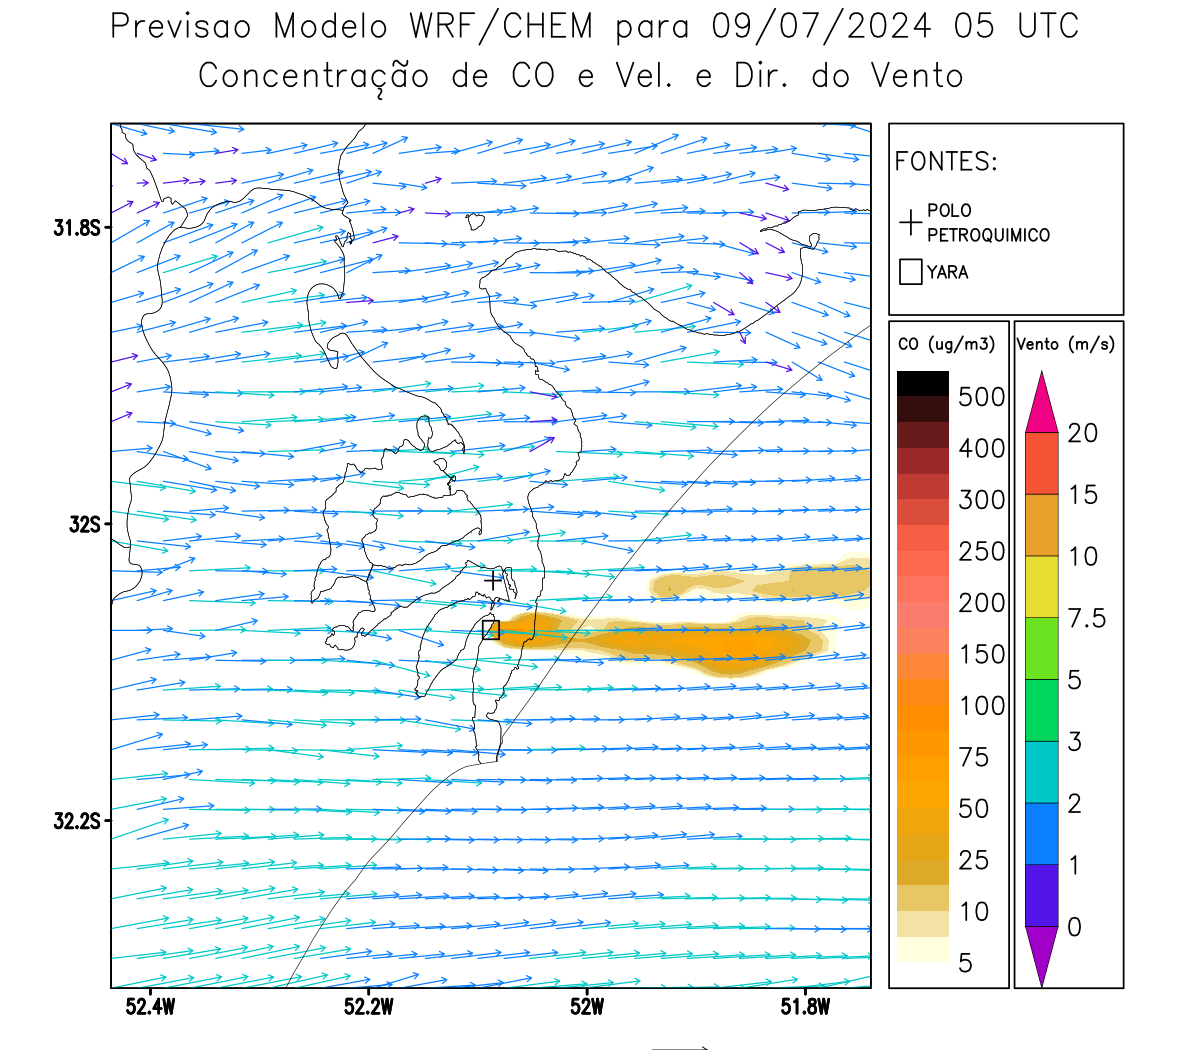 Previsao Modelo WRF/CHEM para 09/07/2024 05 UTC
Concentração de CO e Vel. e Dir. do Vento
FONTES:
POLO
PETROQUIMICO
YARA
CO (ug/m3)
500
400
300
250
200
150
100
75
50
25
10
5
Vento (m/s)
20
15
10
7.5
5
3
2
1
0
31.8S
32S
32.2S
52.4W 52.2W 52W 51.8W